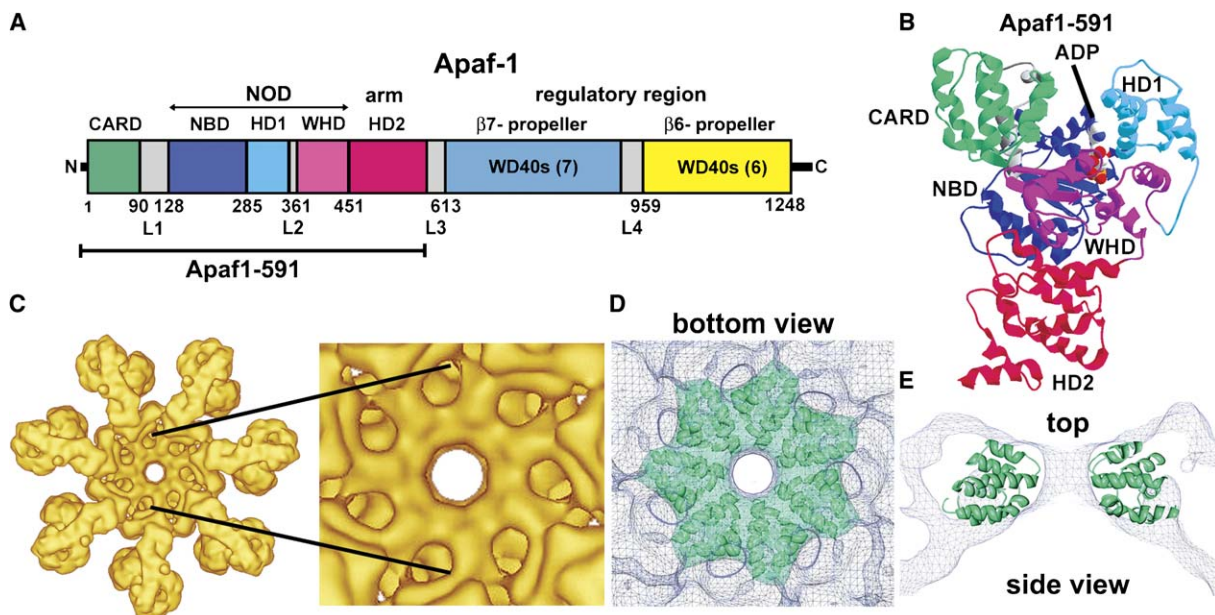 A
Apaf-1
NOD
arm
regulatory region
CARD
NBD
HD1
WHD
HD2
β7- propeller
β6- propeller
N
WD40s (7)
WD40s (6)
C
1
90
128
285
361
451
613
959
1248
L1
L2
L3
L4
Apaf1-591
B
Apaf1-591
ADP
HD1
CARD
NBD
WHD
HD2
C
D
bottom view
E
top
side view